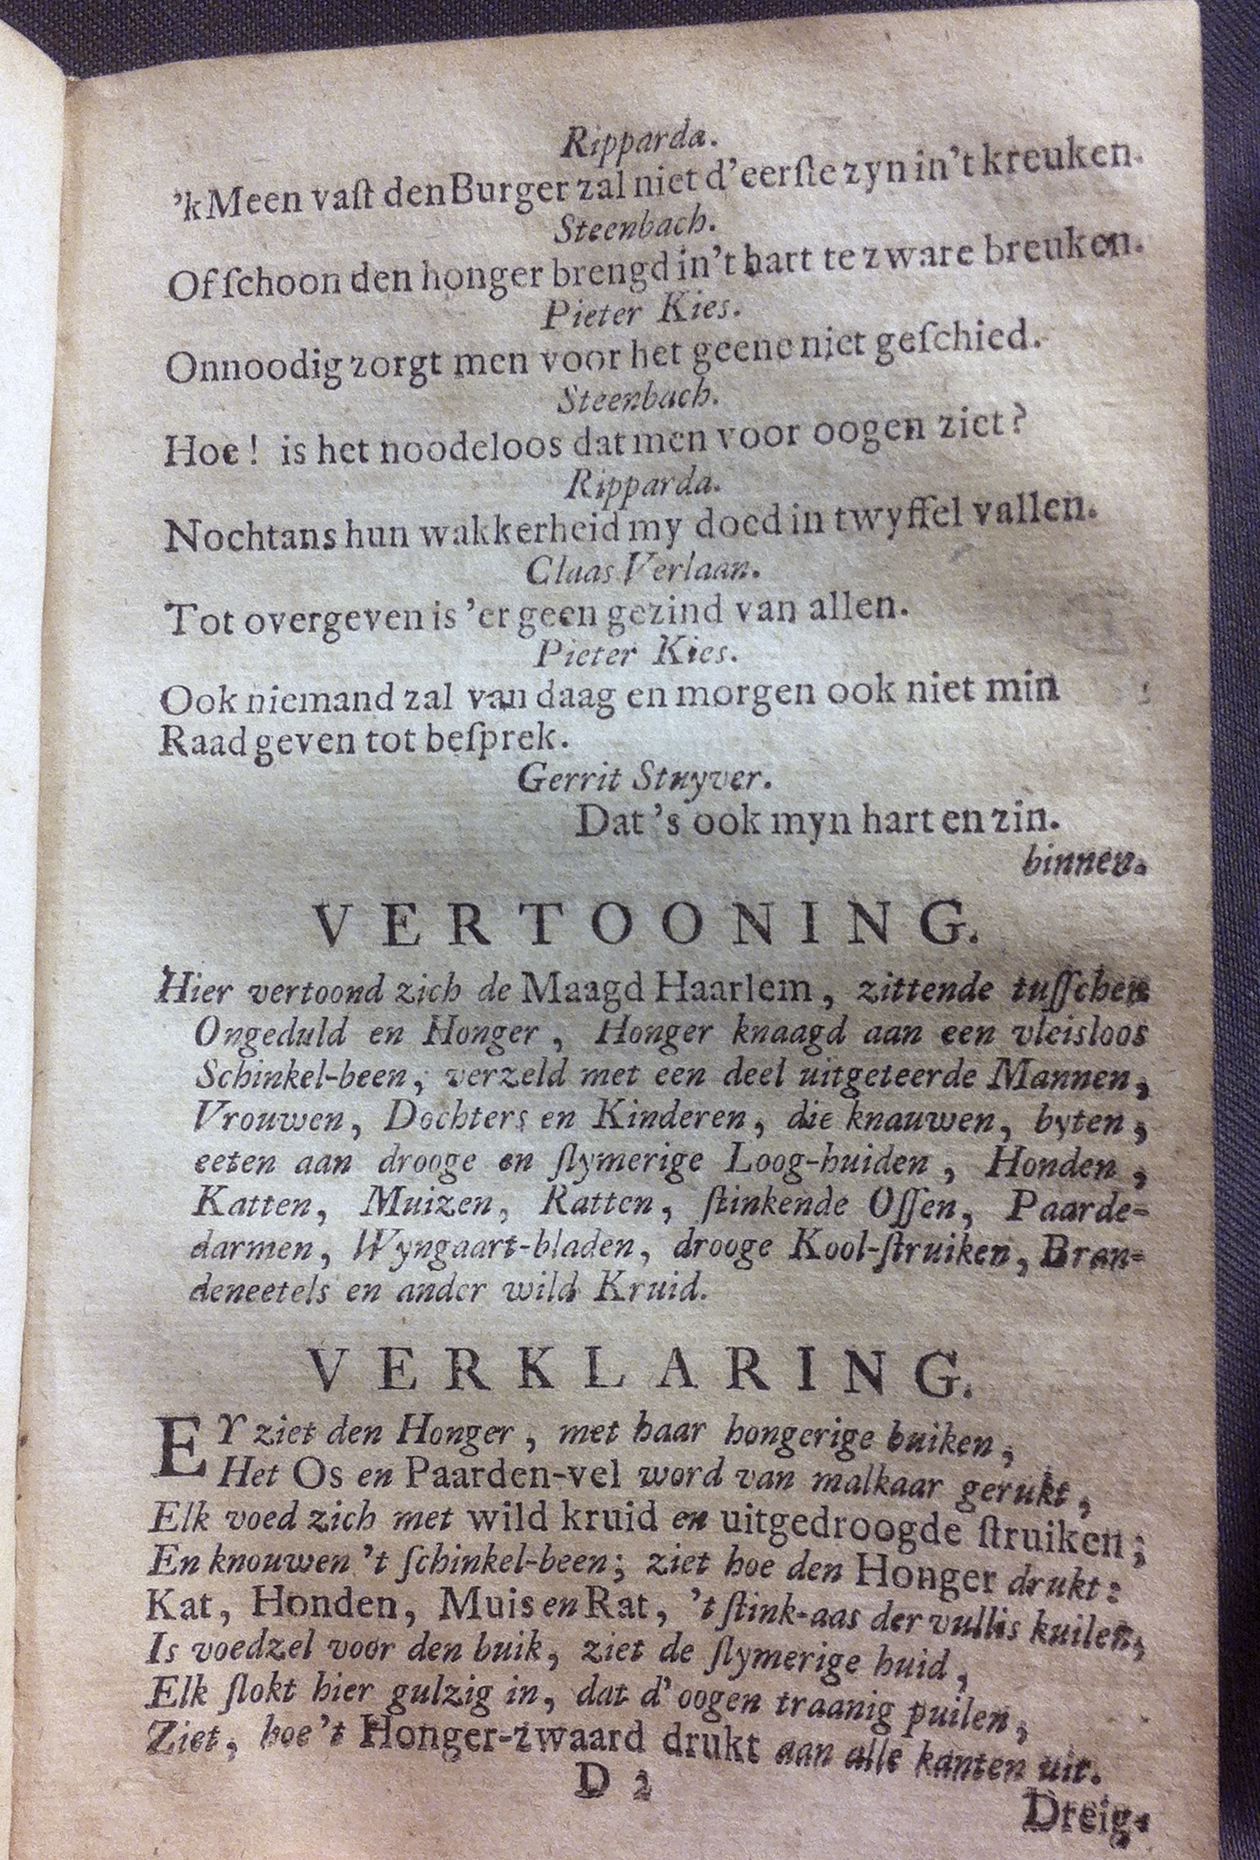 Ripparda.
'k Meen vaſt den Burger zal niet d'eerſte zyn in't kreuken.
Steenbach.
Of ſchoon den honger brengd in't hart te zware breuken.
Pieter Kies.
Onnoodig zorgt men voor het geene niet geſchied.
Steenbach.
Hoe! is het noodeloos dat men voor oogen ziet?
Ripparda.
Nochtans hun wakkerheid my doed in twyffel vallen.
Claas Verlaan.
Tot overgeven is 'er geen gezind van allen.
Pieter Kies.
Ook niemand zal van daag en morgen ook niet min
Raad geven tot beſprek.
Gerrit Stuyver.
Dat 's ook myn hart en zin.
binnen.
VERTOONING.
Hier vertoond zich de Maagd Haarlem, zittende tuſſchen
Ongeduld en Honger, Honger knaagd aan een vleisloos
Schinkel-been, verzeld met een deel uitgeteerde Mannen,
Vrouwen, Dochters en Kinderen, die knauwen, byten,
eeten aan drooge en ſlymerige Loog-huiden, Honden,
Katten, Muizen, Ratten, ſtinkende Oſſen, Paarde-
darmen, Wyngaart-bladen, drooge Kool-ſtruiken, Bran-
deneetels en ander wild Kruid.
VERKLARING.
EY ziet den Honger, met haar hongerige buiken,
Het Os en Paarden-vel word van malkaar gerukt,
Elk voed zich met wild kruid en uitgedroogde ſtruiken;
En knouwen 't ſchinkel-been; ziet hoe den Honger drukt:
Kat, Honden, Muis en Rat, 't ſtink-aas der vullis kuilen,
Is voedzel voor den buik, ziet de ſlymerige huid,
Elk ſlokt hier gulzig in, dat d'oogen traanig puilen,
Ziet, hoe 't Honger-zwaard drukt aan alle kanten uit.
D 2
Dreig-